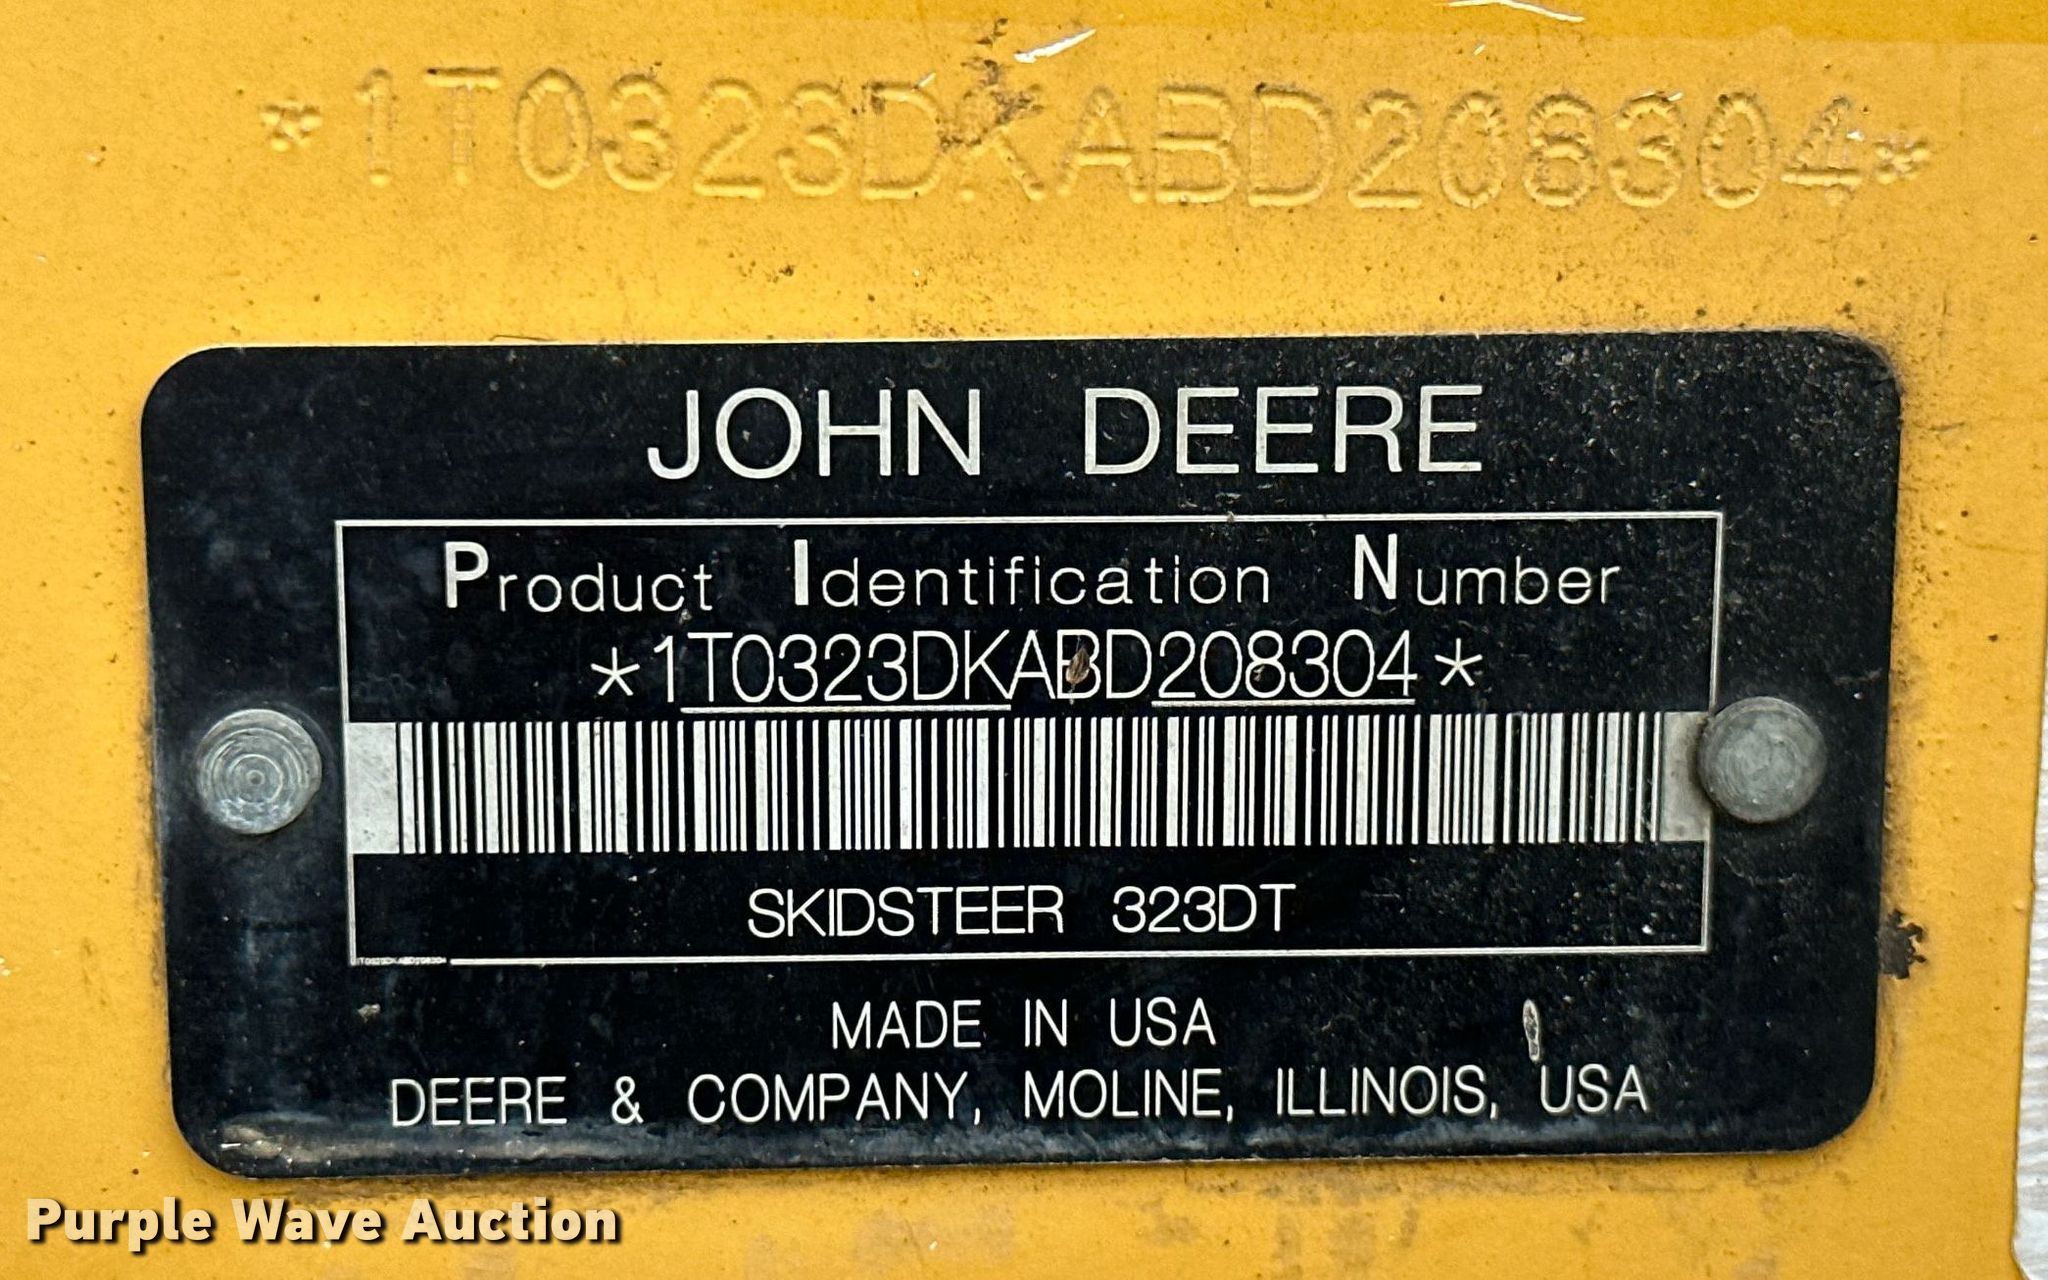 *1T0323DKABD208304*
JOHN DEERE
Product Identification Number
*1T0323DKABD208304*
SKIDSTEER 323DT
1T0323DKABD208304
MADE IN USA
DEERE & COMPANY, MOLINE, ILLINOIS, USA
Purple Wave Auction